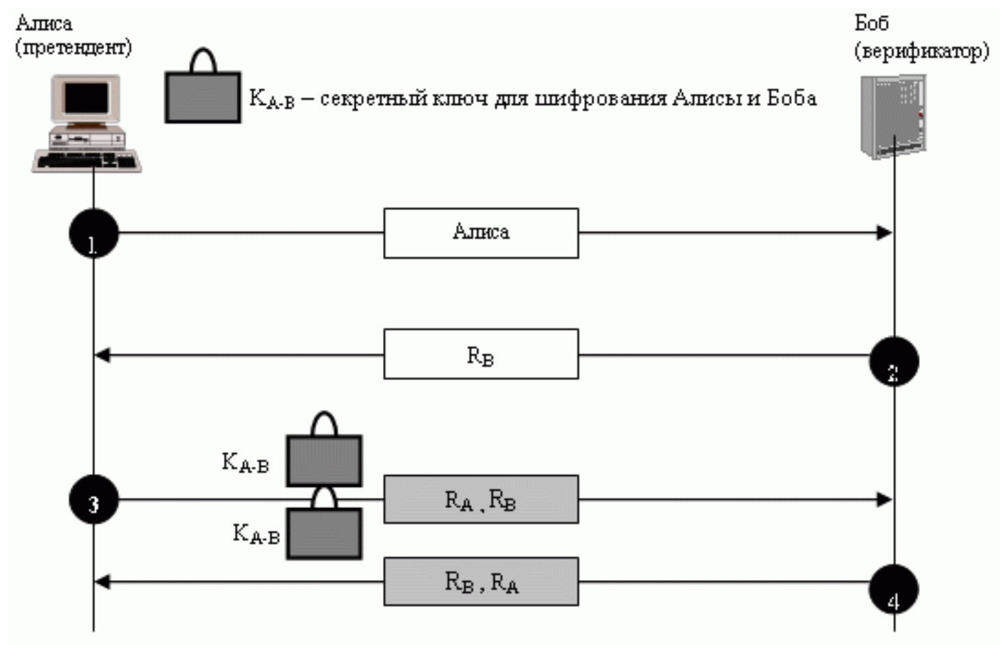 Алиса
(претендент)
Боб
(верификатор)
KA-B – секретный ключ для шифрования Алисы и Боба
1
Алиса
RB
2
KA-B
3
RA , RB
KA-B
RB , RA
4